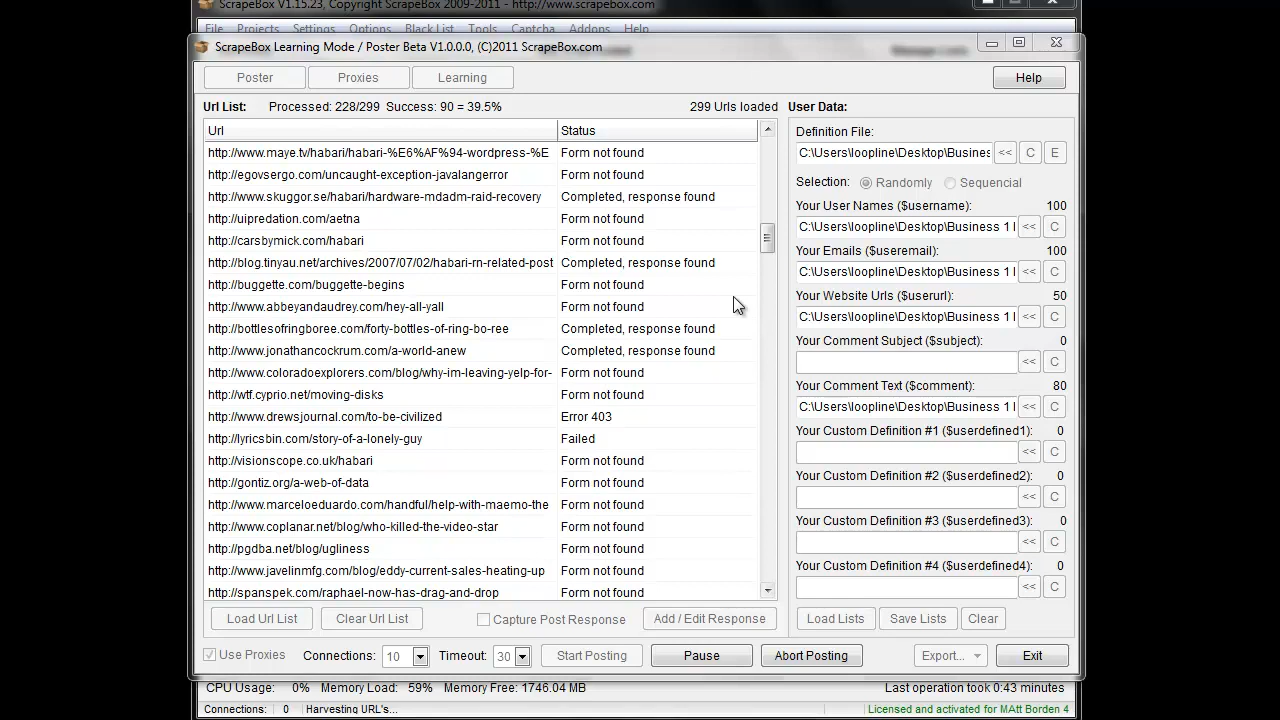 ScrapeBox V1.15.23, Copyright ScrapeBox 2009-2011 - http://www.scrapebox.com
File Projects Settings Options Black List Tools Captcha Addons Help
ScrapeBox Learning Mode / Poster Beta V1.0.0.0, (C)2011 ScrapeBox.com
Poster Proxies Learning Help
Url List: Processed: 228/299 Success: 90 = 39.5% 299 Urls loaded
Url Status
http://www.maye.tv/habari/habari-%E6%AF%94-wordpress-%E Form not found
http://egovsergo.com/uncaught-exception-javalangerror Form not found
http://www.skuggor.se/habari/hardware-mdadm-raid-recovery Completed, response found
http://uipredation.com/aetna Form not found
http://carsbymick.com/habari Form not found
http://blog.tinyau.net/archives/2007/07/02/habari-rn-related-post Completed, response found
http://buggette.com/buggette-begins Form not found
http://www.abbeyandaudrey.com/hey-all-yall Form not found
http://bottlesofringboree.com/forty-bottles-of-ring-bo-ree Completed, response found
http://www.jonathancockrum.com/a-world-anew Completed, response found
http://www.coloradoexplorers.com/blog/why-im-leaving-yelp-for- Form not found
http://wtf.cyprio.net/moving-disks Form not found
http://www.drewsjournal.com/to-be-civilized Error 403
http://lyricsbin.com/story-of-a-lonely-guy Failed
http://visionscope.co.uk/habari Form not found
http://gontiz.org/a-web-of-data Form not found
http://www.marceloeduardo.com/handful/help-with-maemo-the Form not found
http://www.coplanar.net/blog/who-killed-the-video-star Form not found
http://pgdba.net/blog/ugliness Form not found
http://www.javelinmfg.com/blog/eddy-current-sales-heating-up Form not found
http://spanspek.com/raphael-now-has-drag-and-drop Form not found
Load Url List Clear Url List Capture Post Response Add / Edit Response
User Data:
Definition File:
C:\Users\loopline\Desktop\Busines << C E
Selection: Randomly Sequencial
Your User Names ($username): 100
C:\Users\loopline\Desktop\Business 1 l << C
Your Emails ($useremail): 100
C:\Users\loopline\Desktop\Business 1 l << C
Your Website Urls ($userurl): 50
C:\Users\loopline\Desktop\Business 1 l << C
Your Comment Subject ($subject): 0
<< C
Your Comment Text ($comment): 80
C:\Users\loopline\Desktop\Business 1 l << C
Your Custom Definition #1 ($userdefined1): 0
<< C
Your Custom Definition #2 ($userdefined2): 0
<< C
Your Custom Definition #3 ($userdefined3): 0
<< C
Your Custom Definition #4 ($userdefined4): 0
<< C
Load Lists Save Lists Clear
Use Proxies Connections: 10 Timeout: 30 Start Posting Pause Abort Posting Export... Exit
CPU Usage: 0% Memory Load: 59% Memory Free: 1746.04 MB Last operation took 0:43 minutes
Connections: 0 Harvesting URL's... Licensed and activated for MAtt Borden 4